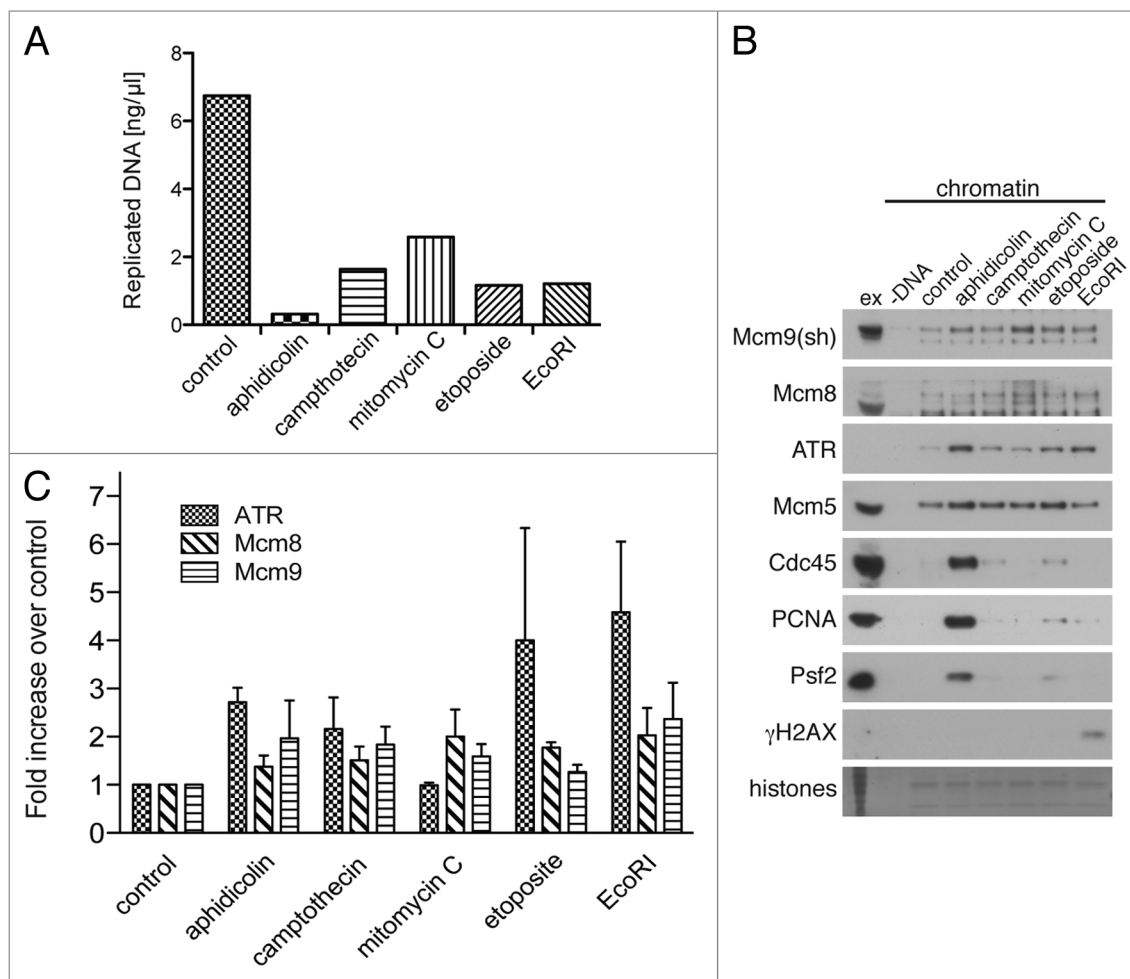 A
Replicated DNA [ng/µl]
8
6
4
2
0
control
aphidicolin
campthotecin
mitomycin C
etoposide
EcoRI
B
chromatin
ex
-DNA
control
aphidicolin
camptothecin
mitomycin C
etoposide
EcoRI
Mcm9(sh)
Mcm8
ATR
Mcm5
Cdc45
PCNA
Psf2
γH2AX
histones
C
Fold increase over control
7
6
5
4
3
2
1
0
ATR
Mcm8
Mcm9
control
aphidicolin
camptothecin
mitomycin C
etoposite
EcoRI